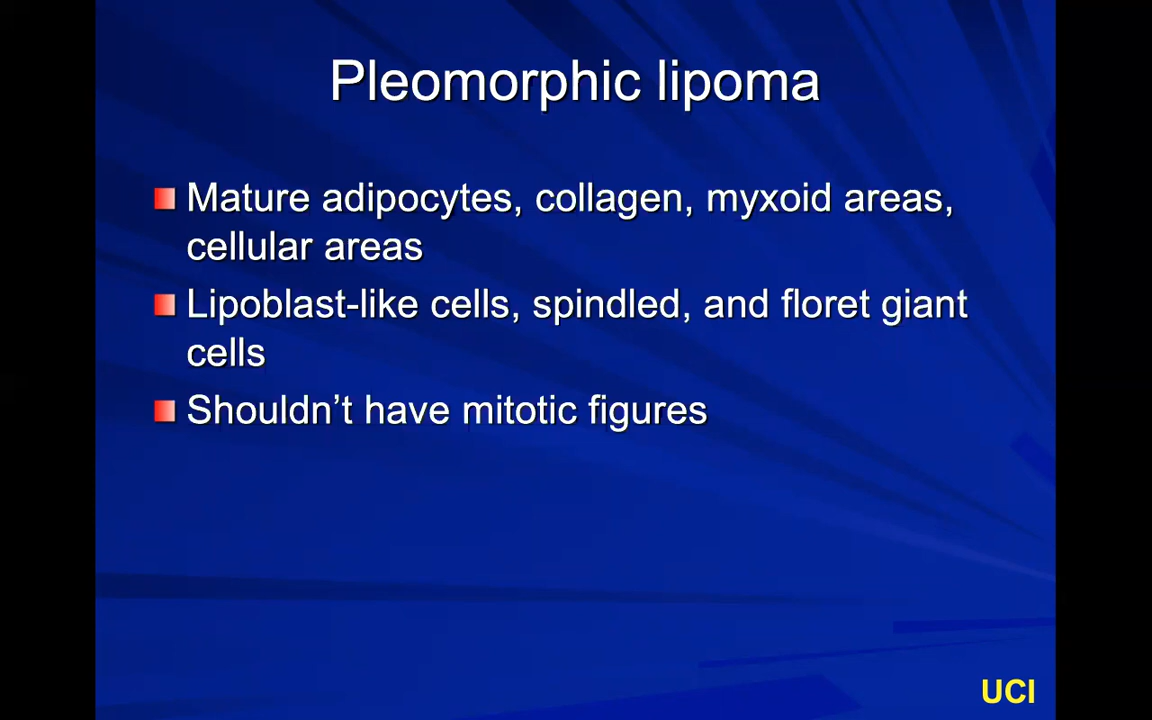 Pleomorphic lipoma
Mature adipocytes, collagen, myxoid areas,
cellular areas
Lipoblast-like cells, spindled, and floret giant
cells
Shouldn’t have mitotic figures
UCI